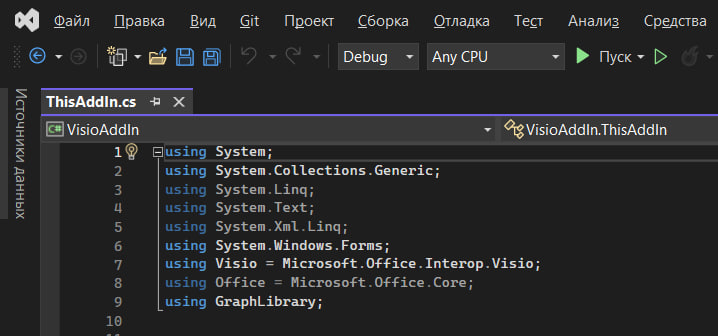 Файл Правка Вид Git Проект Сборка Отладка Тест Анализ Средства
Debug Any CPU Пуск
Источники данных
ThisAddIn.cs
C# VisioAddIn VisioAddIn.ThisAddIn
1 using System;
2 using System.Collections.Generic;
3 using System.Linq;
4 using System.Text;
5 using System.Xml.Linq;
6 using System.Windows.Forms;
7 using Visio = Microsoft.Office.Interop.Visio;
8 using Office = Microsoft.Office.Core;
9 using GraphLibrary;
10